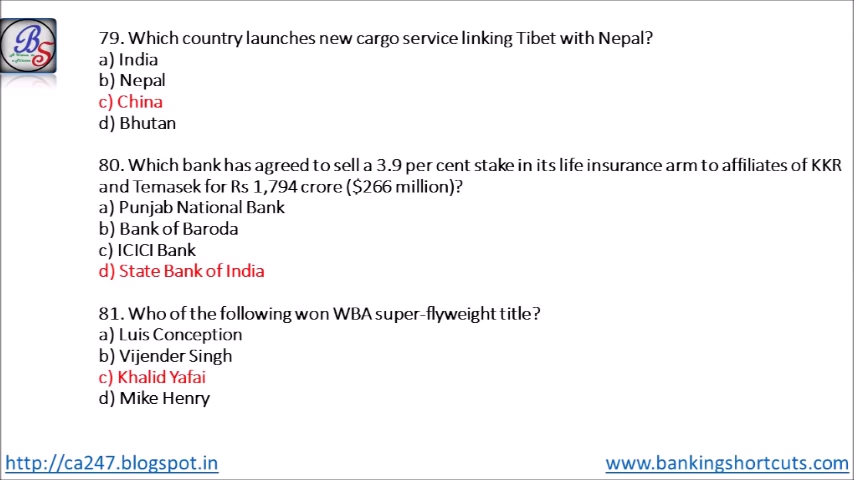 BS
79. Which country launches new cargo service linking Tibet with Nepal?
a) India
b) Nepal
c) China
d) Bhutan
80. Which bank has agreed to sell a 3.9 per cent stake in its life insurance arm to affiliates of KKR
and Temasek for Rs 1,794 crore ($266 million)?
a) Punjab National Bank
b) Bank of Baroda
c) ICICI Bank
d) State Bank of India
81. Who of the following won WBA super-flyweight title?
a) Luis Conception
b) Vijender Singh
c) Khalid Yafai
d) Mike Henry
http://ca247.blogspot.in
www.bankingshortcuts.com